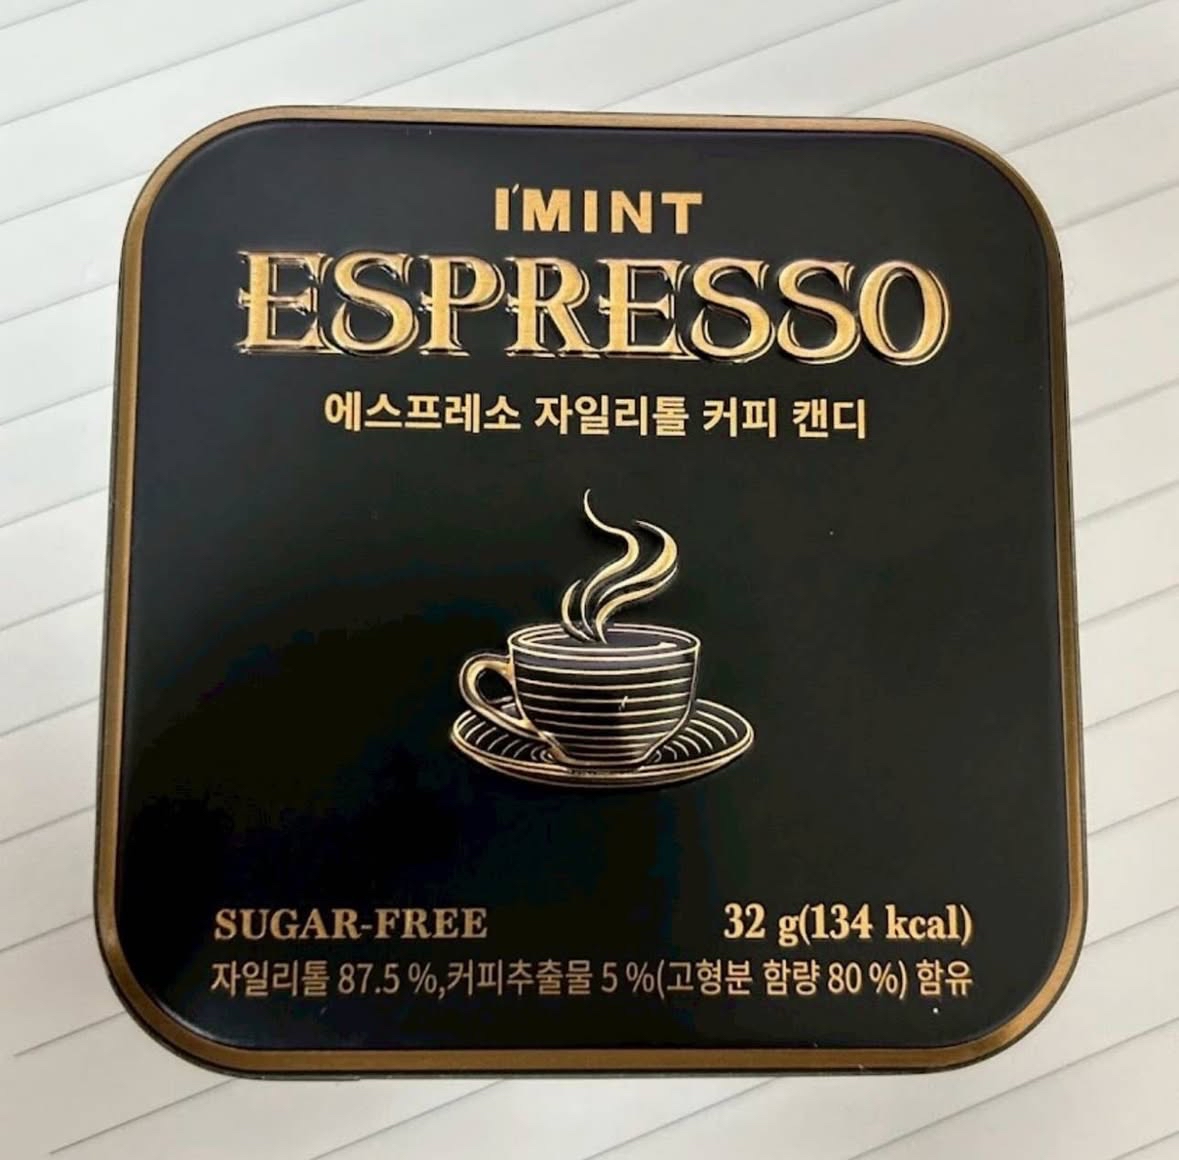 I'MINT
ESPRESSO
에스프레소 자일리톨 커피 캔디
SUGAR-FREE
32 g(134 kcal)
자일리톨 87.5 %,커피추출물 5 %(고형분 함량 80 %) 함유